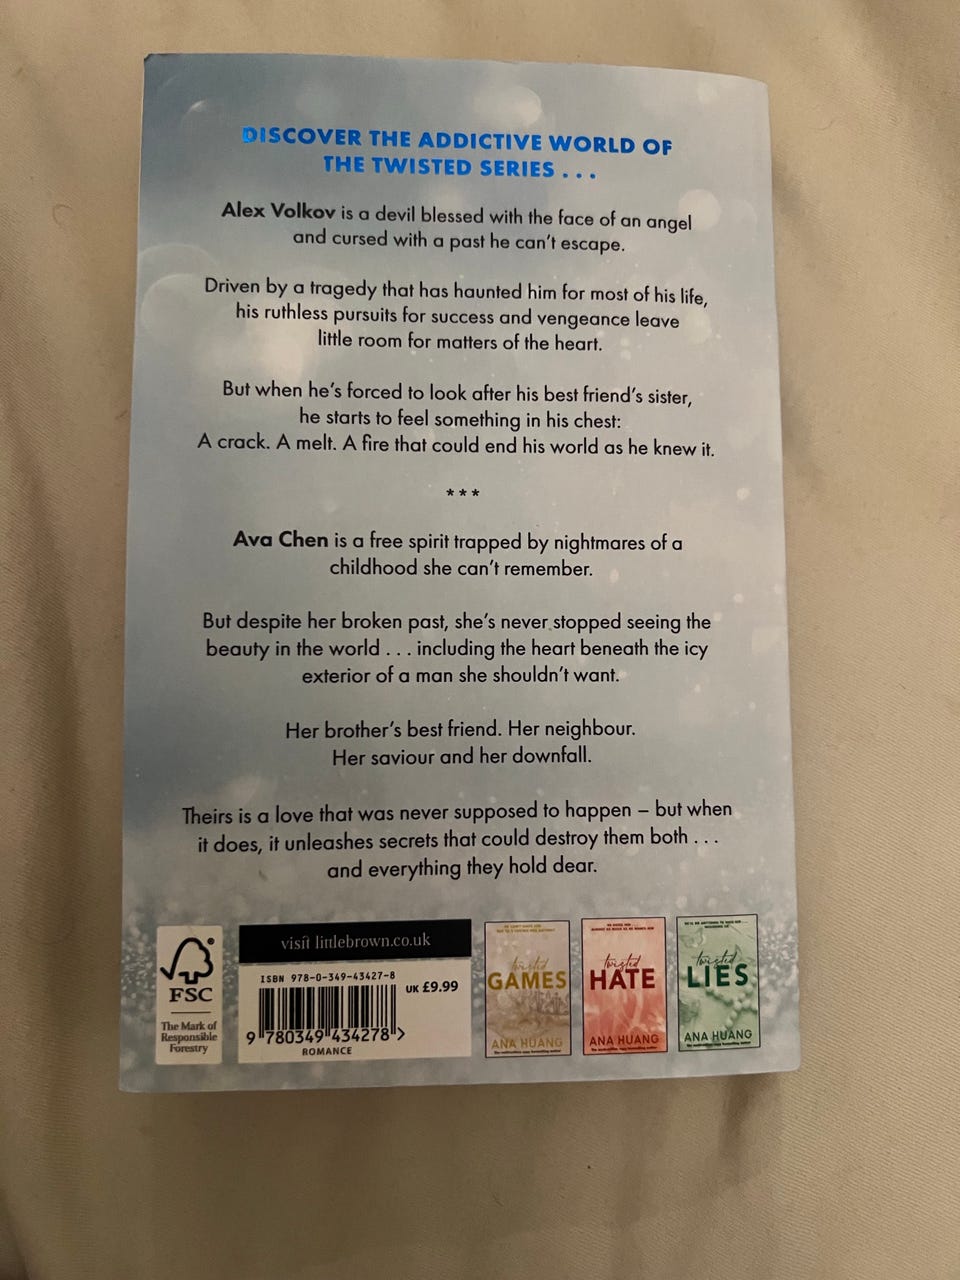 DISCOVER THE ADDICTIVE WORLD OF
THE TWISTED SERIES . . .
Alex Volkov is a devil blessed with the face of an angel
and cursed with a past he can't escape.
Driven by a tragedy that has haunted him for most of his life,
his ruthless pursuits for success and vengeance leave
little room for matters of the heart.
But when he's forced to look after his best friend's sister,
he starts to feel something in his chest:
A crack. A melt. A fire that could end his world as he knew it.
* * *
Ava Chen is a free spirit trapped by nightmares of a
childhood she can't remember.
But despite her broken past, she's never stopped seeing the
beauty in the world . . . including the heart beneath the icy
exterior of a man she shouldn't want.
Her brother's best friend. Her neighbour.
Her saviour and her downfall.
Theirs is a love that was never supposed to happen – but when
it does, it unleashes secrets that could destroy them both . . .
and everything they hold dear.
FSC
The Mark of
Responsible
Forestry
visit littlebrown.co.uk
ISBN 978-0-349-43427-8
UK £9.99
9 780349 434278 >
ROMANCE
twisted
GAMES
ANA HUANG
twisted
HATE
ANA HUANG
twisted
LIES
ANA HUANG